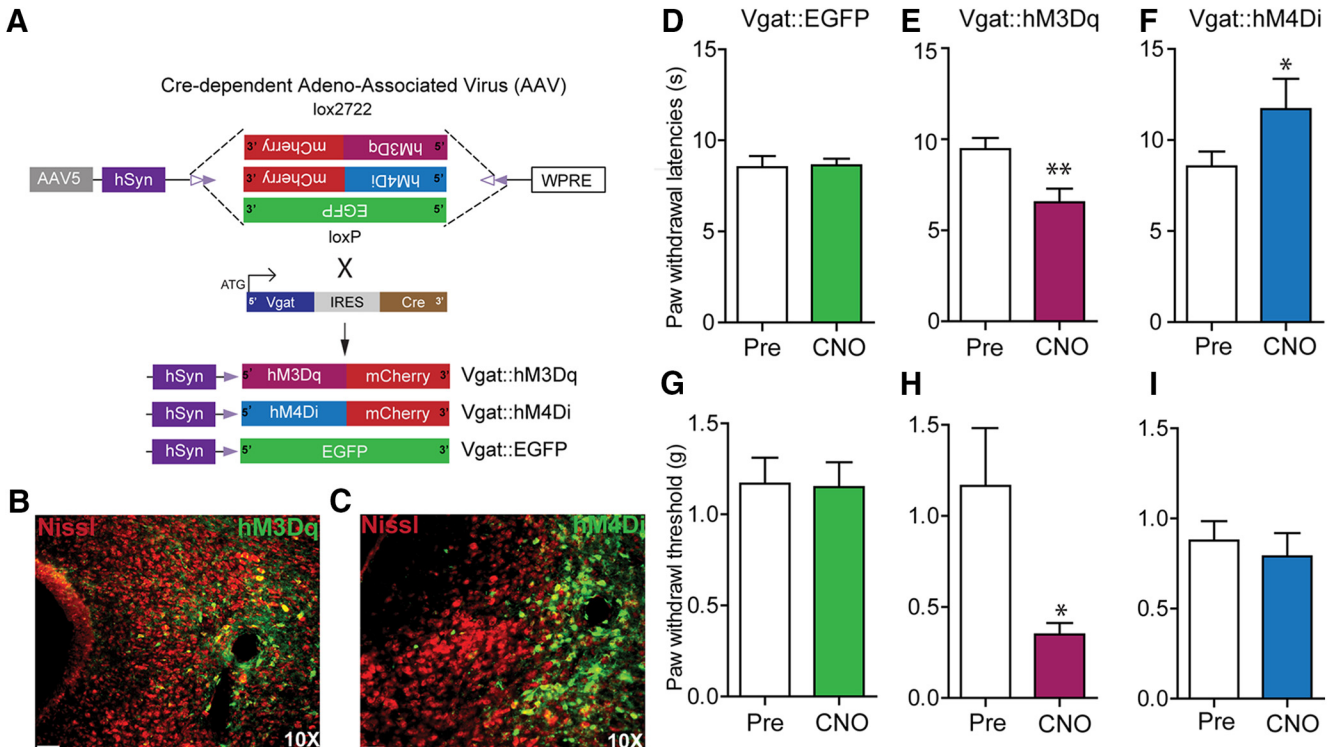 A
Cre-dependent Adeno-Associated Virus (AAV)
lox2722
3' mCherry hM3Dq 5'
AAV5 hSyn 3' mCherry hM4Di 5' WPRE
3' EGFP 5'
loxP
X
ATG
5' Vgat IRES Cre 3'
hSyn 5' hM3Dq mCherry 3' Vgat::hM3Dq
hSyn 5' hM4Di mCherry 3' Vgat::hM4Di
hSyn 5' EGFP 3' Vgat::EGFP
B
Nissl hM3Dq
10X
C
Nissl hM4Di
10X
D Vgat::EGFP
Paw withdrawal latencies (s)
15
10
5
0
Pre CNO
E Vgat::hM3Dq
15
10
5
0
**
Pre CNO
F Vgat::hM4Di
15
10
5
0
*
Pre CNO
G
Paw withdrawl threshold (g)
1.5
1.0
0.5
0.0
Pre CNO
H
1.5
1.0
0.5
0.0
*
Pre CNO
I
1.5
1.0
0.5
0.0
Pre CNO